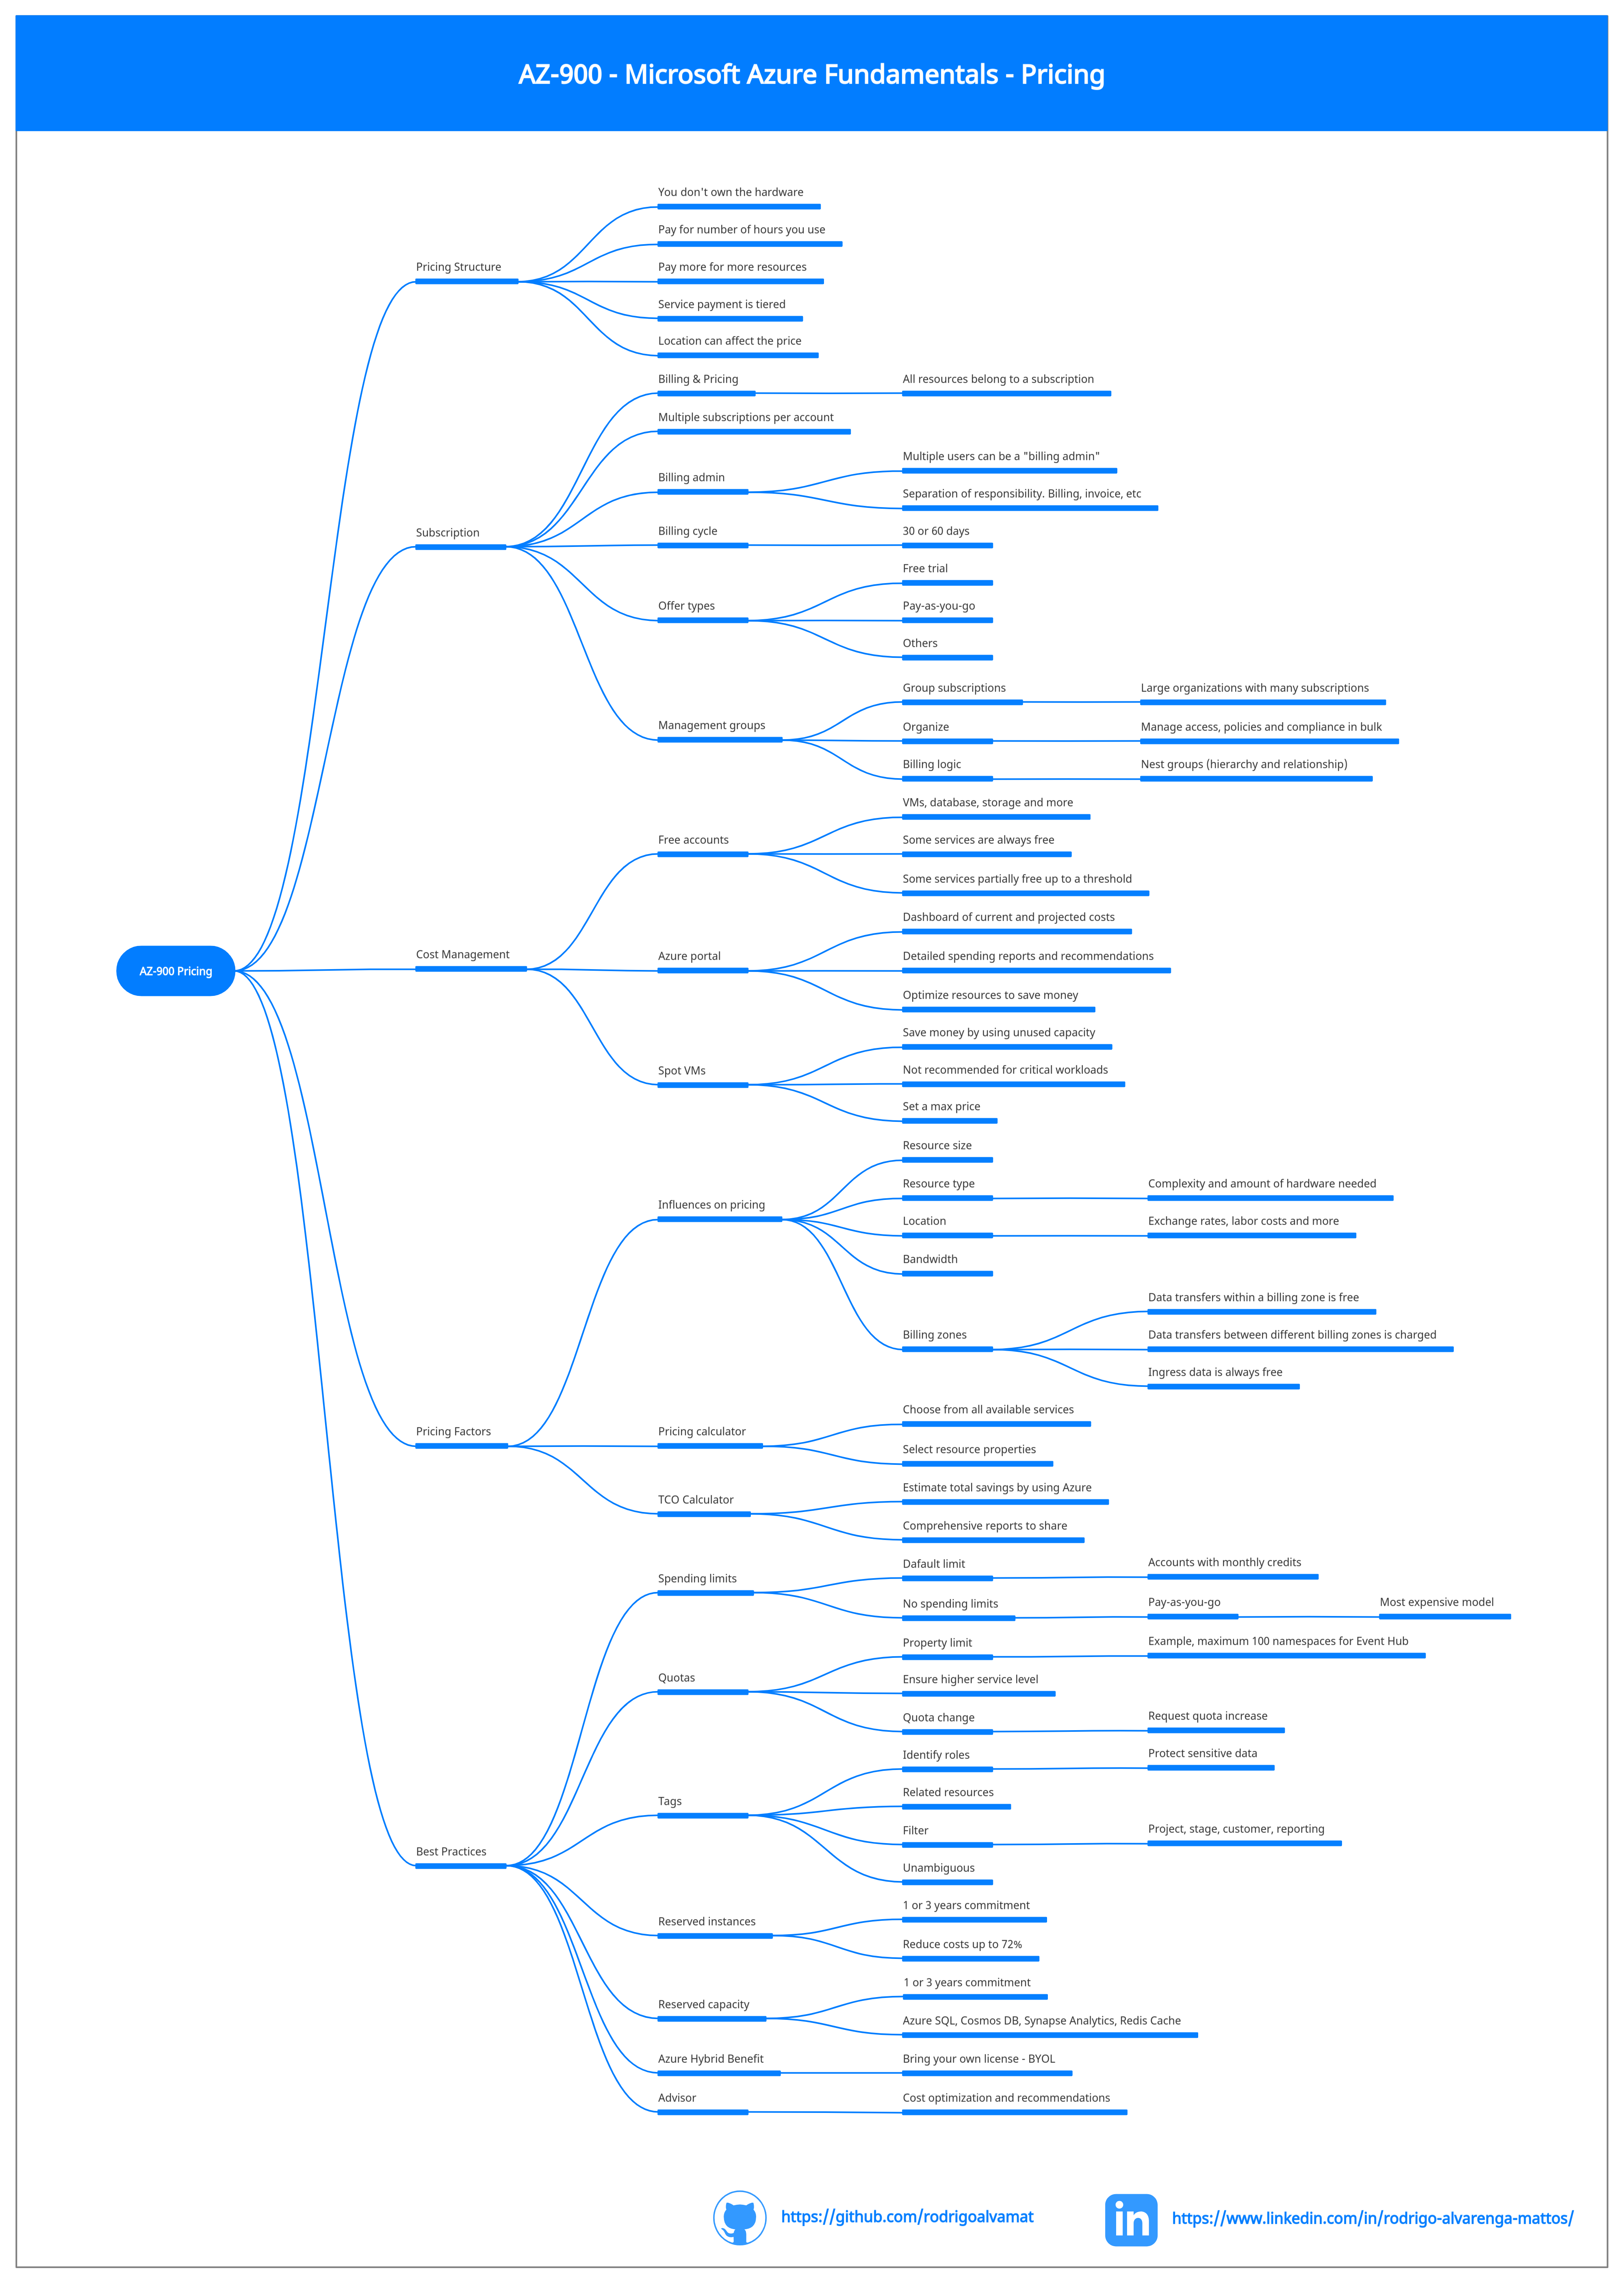 AZ-900 - Microsoft Azure Fundamentals - Pricing
AZ-900 Pricing
Pricing Structure
You don't own the hardware
Pay for number of hours you use
Pay more for more resources
Service payment is tiered
Location can affect the price
Subscription
Billing & Pricing
All resources belong to a subscription
Multiple subscriptions per account
Billing admin
Multiple users can be a "billing admin"
Separation of responsibility. Billing, invoice, etc
Billing cycle
30 or 60 days
Offer types
Free trial
Pay-as-you-go
Others
Management groups
Group subscriptions
Large organizations with many subscriptions
Organize
Manage access, policies and compliance in bulk
Billing logic
Nest groups (hierarchy and relationship)
Cost Management
Free accounts
VMs, database, storage and more
Some services are always free
Some services partially free up to a threshold
Azure portal
Dashboard of current and projected costs
Detailed spending reports and recommendations
Optimize resources to save money
Spot VMs
Save money by using unused capacity
Not recommended for critical workloads
Set a max price
Pricing Factors
Influences on pricing
Resource size
Resource type
Complexity and amount of hardware needed
Location
Exchange rates, labor costs and more
Bandwidth
Billing zones
Data transfers within a billing zone is free
Data transfers between different billing zones is charged
Ingress data is always free
Pricing calculator
Choose from all available services
Select resource properties
TCO Calculator
Estimate total savings by using Azure
Comprehensive reports to share
Best Practices
Spending limits
Dafault limit
Accounts with monthly credits
No spending limits
Pay-as-you-go
Most expensive model
Quotas
Property limit
Example, maximum 100 namespaces for Event Hub
Ensure higher service level
Quota change
Request quota increase
Tags
Identify roles
Protect sensitive data
Related resources
Filter
Project, stage, customer, reporting
Unambiguous
Reserved instances
1 or 3 years commitment
Reduce costs up to 72%
Reserved capacity
1 or 3 years commitment
Azure SQL, Cosmos DB, Synapse Analytics, Redis Cache
Azure Hybrid Benefit
Bring your own license - BYOL
Advisor
Cost optimization and recommendations
https://github.com/rodrigoalvamat
in
https://www.linkedin.com/in/rodrigo-alvarenga-mattos/